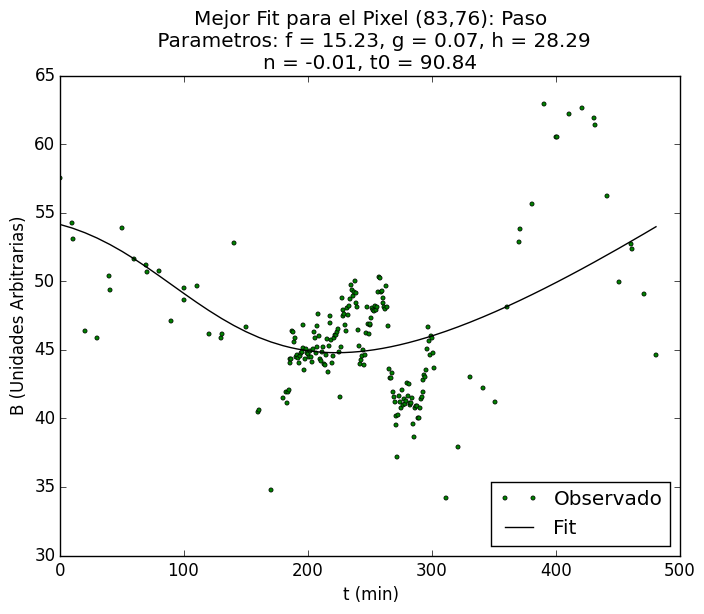 Mejor Fit para el Pixel (83,76): Paso
Parametros: f = 15.23, g = 0.07, h = 28.29
n = -0.01, t0 = 90.84
65
60
55
50
45
40
35
30
B (Unidades Arbitrarias)
Observado
Fit
0 100 200 300 400 500
t (min)